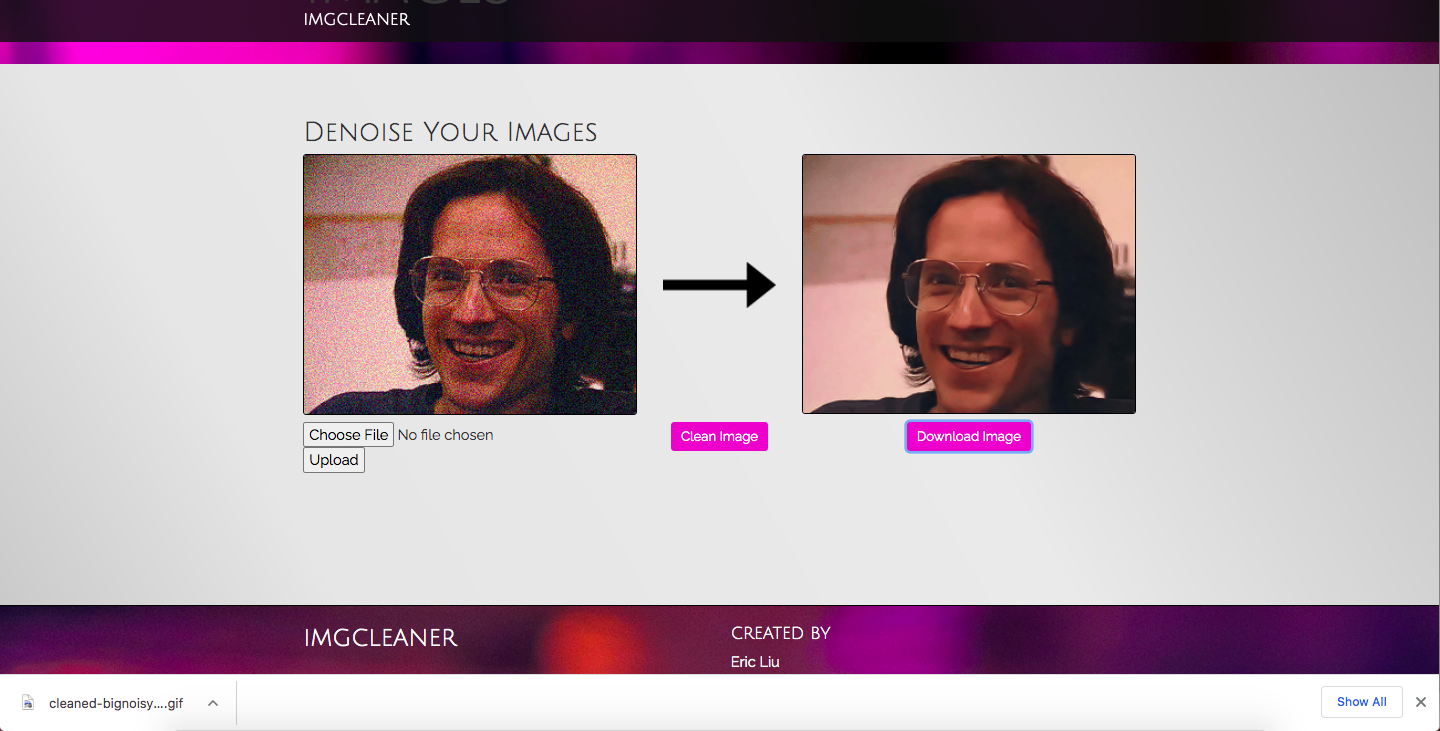 IMGCLEANER
Denoise Your Images
Choose File No file chosen
Upload
Clean Image
Download Image
IMGCLEANER
CREATED BY
Eric Liu
cleaned-bignoisy....gif
Show All